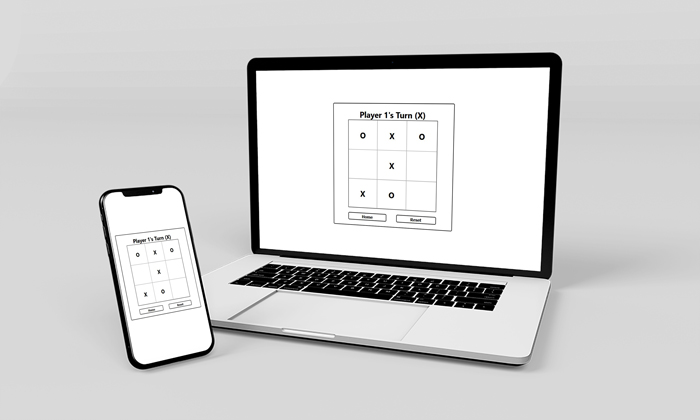 Player 1's Turn (X)
O X O
X
X O
Home Reset
Player 1's Turn (X)
O X O
X
X O
Home Reset